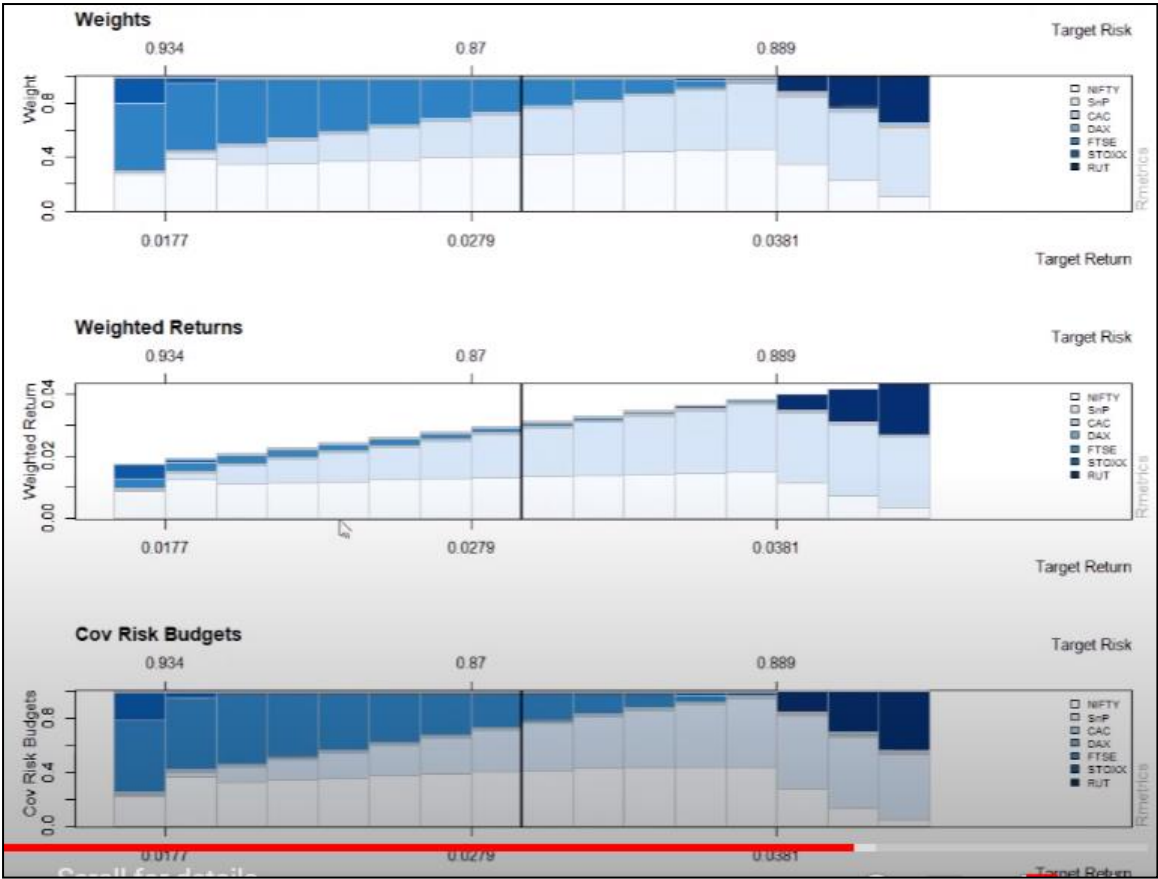 Weights
Target Risk
0.934 0.87 0.889
Weight
0.0 0.4 0.8
NIFTY
SnP
CAC
DAX
FTSE
STOXX
RUT
Rmetrics
0.0177 0.0279 0.0381
Target Return
Weighted Returns
Target Risk
0.934 0.87 0.889
Weighted Return
0.00 0.02 0.04
NIFTY
SnP
CAC
DAX
FTSE
STOXX
RUT
Rmetrics
0.0177 0.0279 0.0381
Target Return
Cov Risk Budgets
Target Risk
0.934 0.87 0.889
Cov Risk Budgets
0.0 0.4 0.8
NIFTY
SnP
CAC
DAX
FTSE
STOXX
RUT
Rmetrics
0.0177 0.0279 0.0381
Target Return
Scroll for details